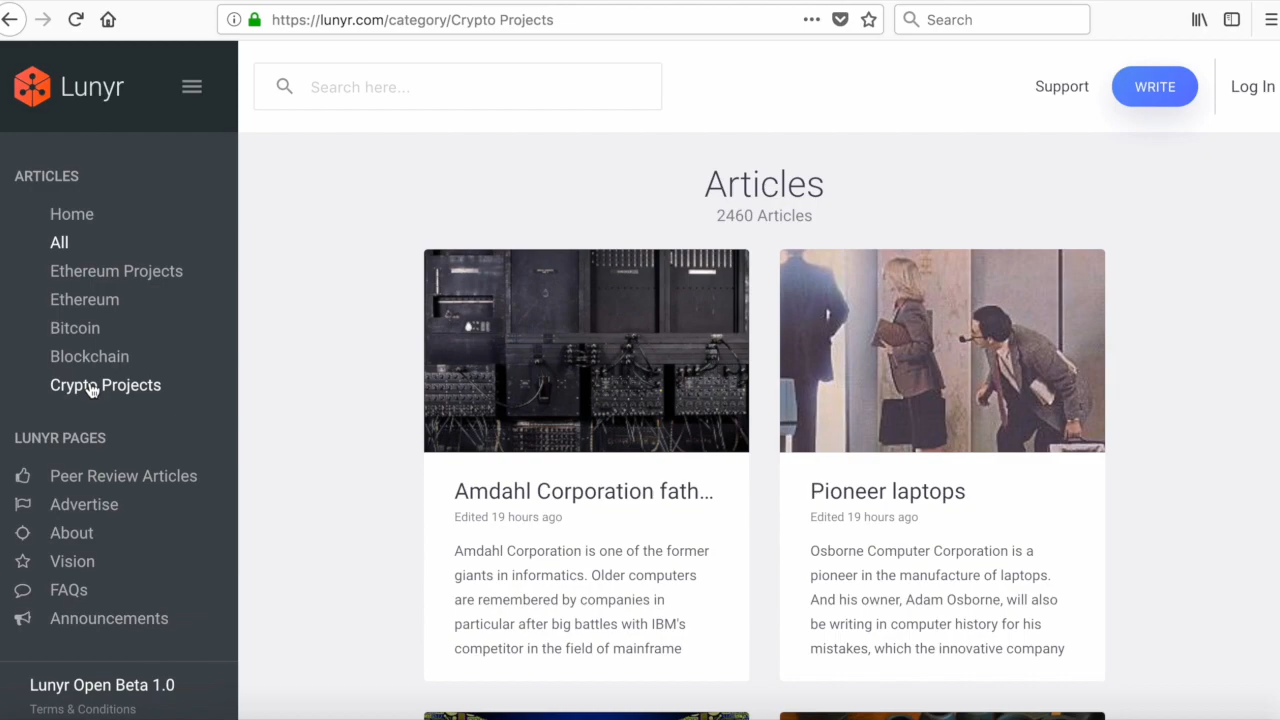 https://lunyr.com/category/Crypto Projects
Search
Lunyr
Search here...
Support
WRITE
Log In
ARTICLES
Home
All
Ethereum Projects
Ethereum
Bitcoin
Blockchain
Crypto Projects
LUNYR PAGES
Peer Review Articles
Advertise
About
Vision
FAQs
Announcements
Lunyr Open Beta 1.0
Terms & Conditions
Articles
2460 Articles
Amdahl Corporation fath...
Edited 19 hours ago
Amdahl Corporation is one of the former
giants in informatics. Older computers
are remembered by companies in
particular after big battles with IBM's
competitor in the field of mainframe
Pioneer laptops
Edited 19 hours ago
Osborne Computer Corporation is a
pioneer in the manufacture of laptops.
And his owner, Adam Osborne, will also
be writing in computer history for his
mistakes, which the innovative company